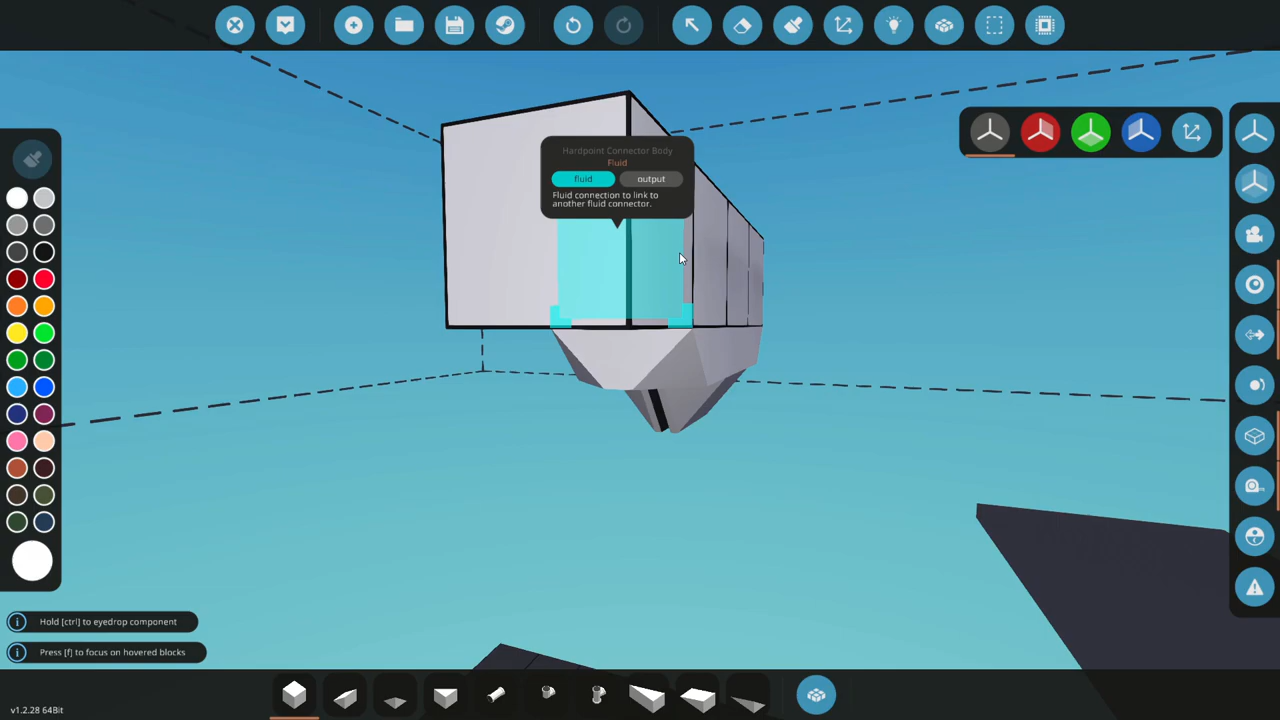 Hardpoint Connector Body
Fluid
fluid output
Fluid connection to link to
another fluid connector.
Hold [ctrl] to eyedrop component
Press [f] to focus on hovered blocks
v1.2.28 64Bit